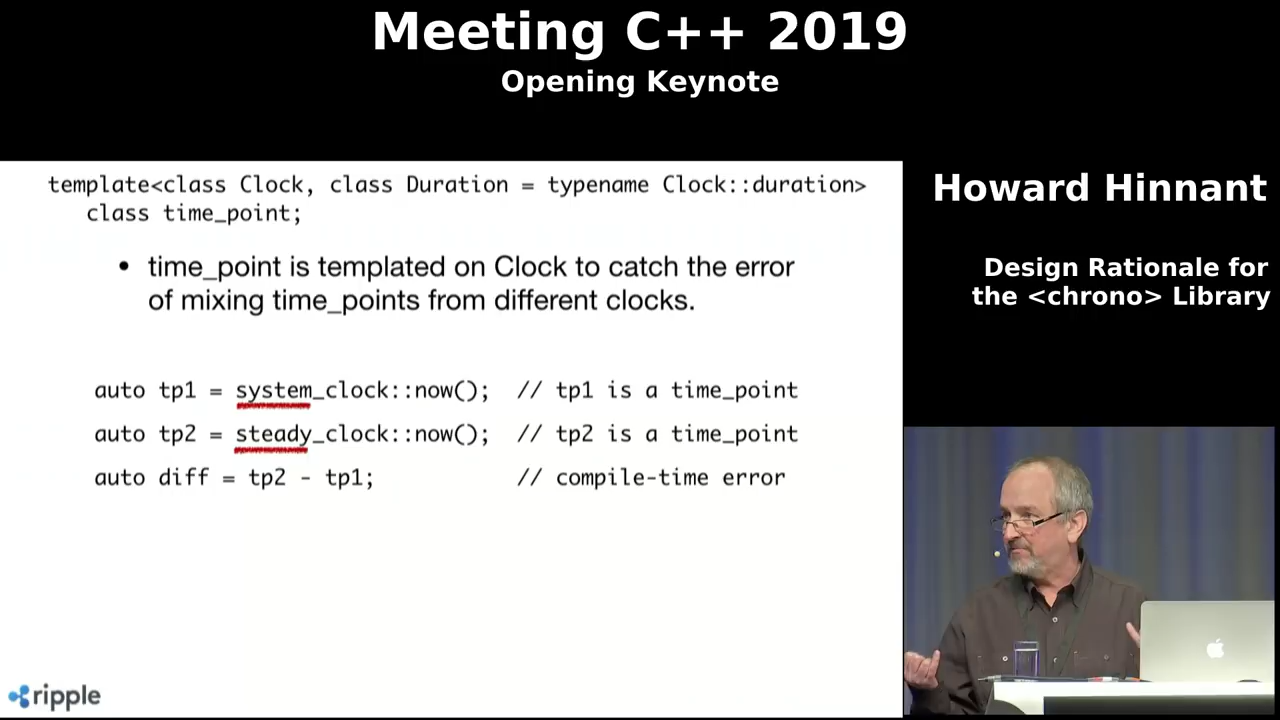 Meeting C++ 2019
Opening Keynote
template<class Clock, class Duration = typename Clock::duration>
class time_point;
• time_point is templated on Clock to catch the error
of mixing time_points from different clocks.
auto tp1 = system_clock::now();  // tp1 is a time_point
auto tp2 = steady_clock::now();  // tp2 is a time_point
auto diff = tp2 - tp1;  // compile-time error
ripple
Howard Hinnant
Design Rationale for
the <chrono> Library